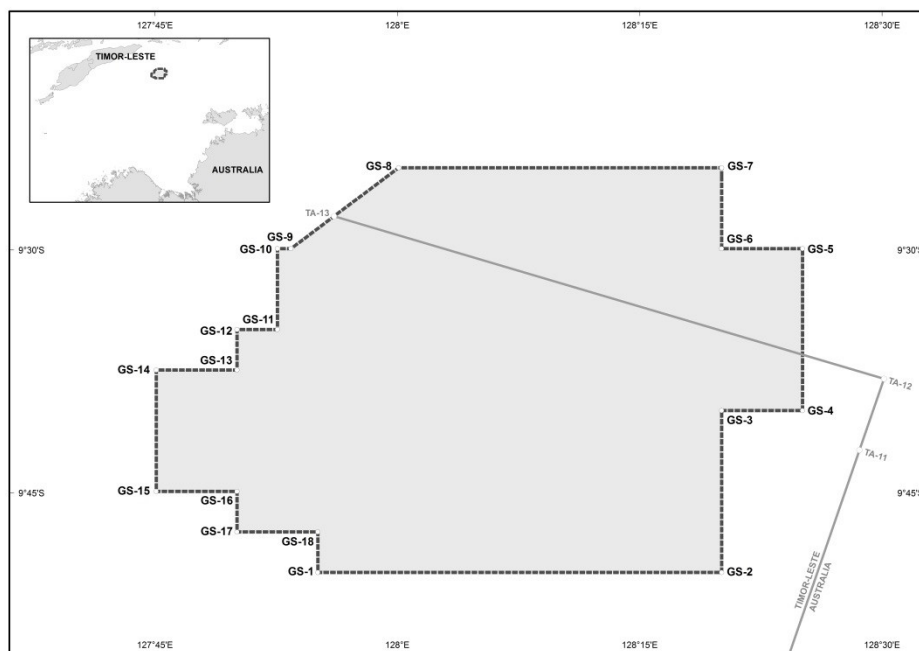 127°45'E
128°E
128°15'E
128°30'E
TIMOR-LESTE
AUSTRALIA
GS-8
GS-7
TA-13
GS-9
GS-10
GS-6
GS-5
9°30'S
9°30'S
GS-11
GS-12
GS-13
GS-14
TA-12
GS-3
GS-4
TA-11
GS-15
GS-16
9°45'S
9°45'S
GS-17
GS-18
GS-1
GS-2
TIMOR-LESTE
AUSTRALIA
127°45'E
128°E
128°15'E
128°30'E